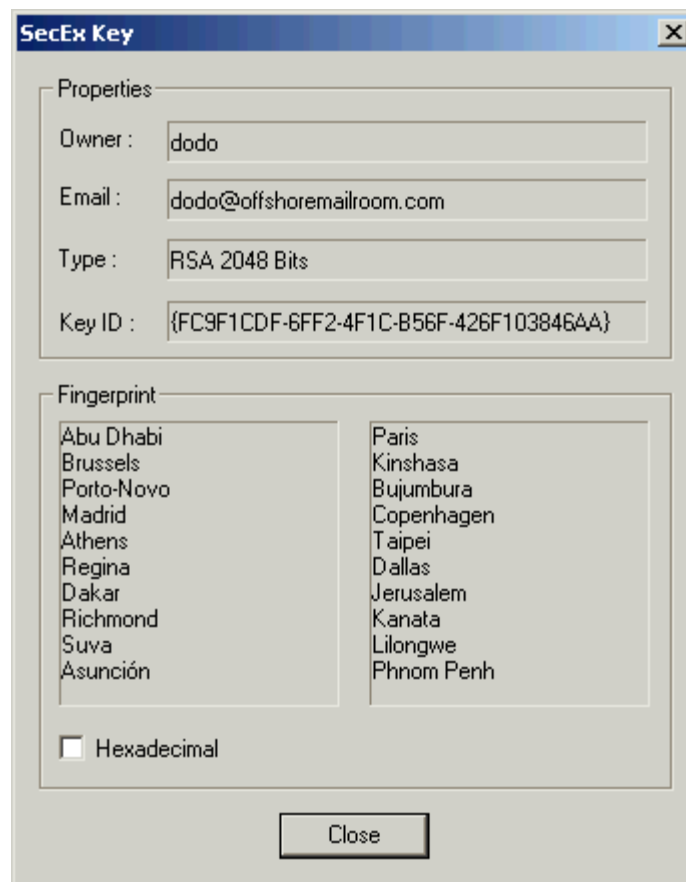 SecEx Key
Properties
Owner : dodo
Email : dodo@offshoremailroom.com
Type : RSA 2048 Bits
Key ID : {FC9F1CDF-6FF2-4F1C-B56F-426F103846AA}
Fingerprint
Abu Dhabi
Brussels
Porto-Novo
Madrid
Athens
Regina
Dakar
Richmond
Suva
Asunción
Paris
Kinshasa
Bujumbura
Copenhagen
Taipei
Dallas
Jerusalem
Kanata
Lilongwe
Phnom Penh
Hexadecimal
Close